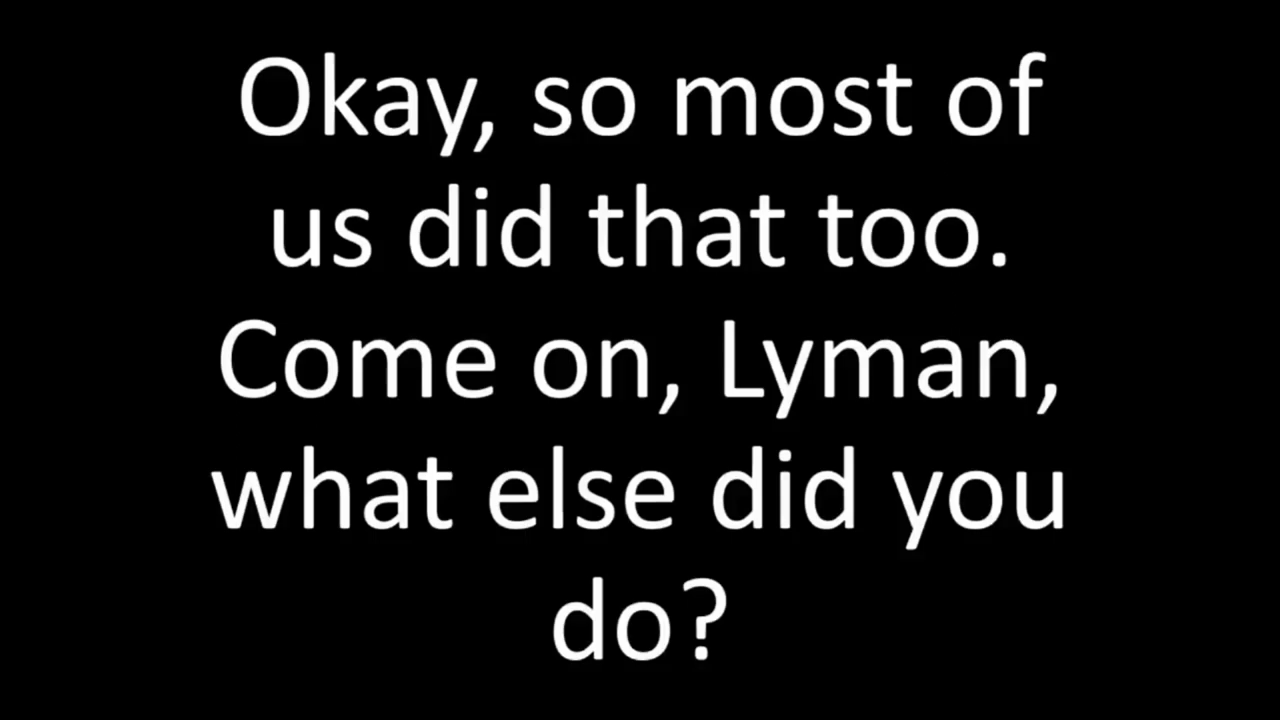 Okay, so most of
us did that too.
Come on, Lyman,
what else did you
do?